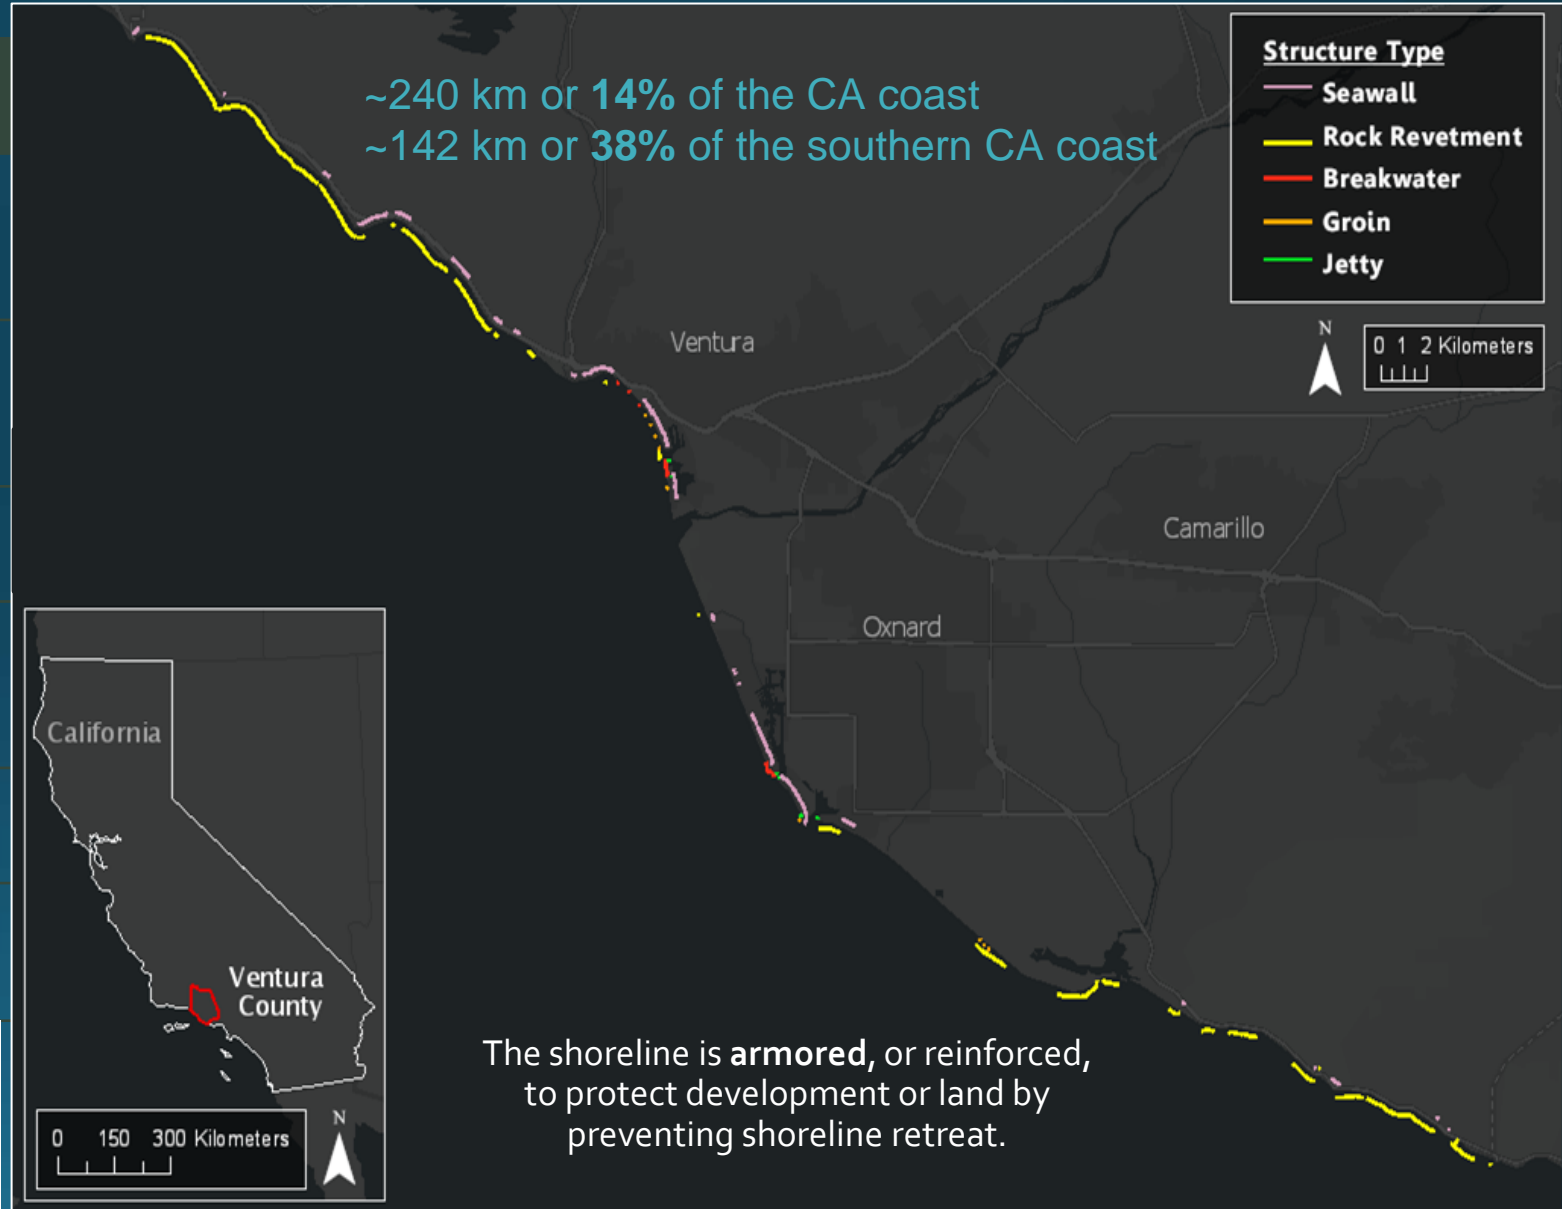 ~240 km or 14% of the CA coast
~142 km or 38% of the southern CA coast
Structure Type
Seawall
Rock Revetment
Breakwater
Groin
Jetty
N
0 1 2 Kilometers
Ventura
Camarillo
Oxnard
California
Ventura
County
N
0 150 300 Kilometers
The shoreline is armored, or reinforced,
to protect development or land by
preventing shoreline retreat.